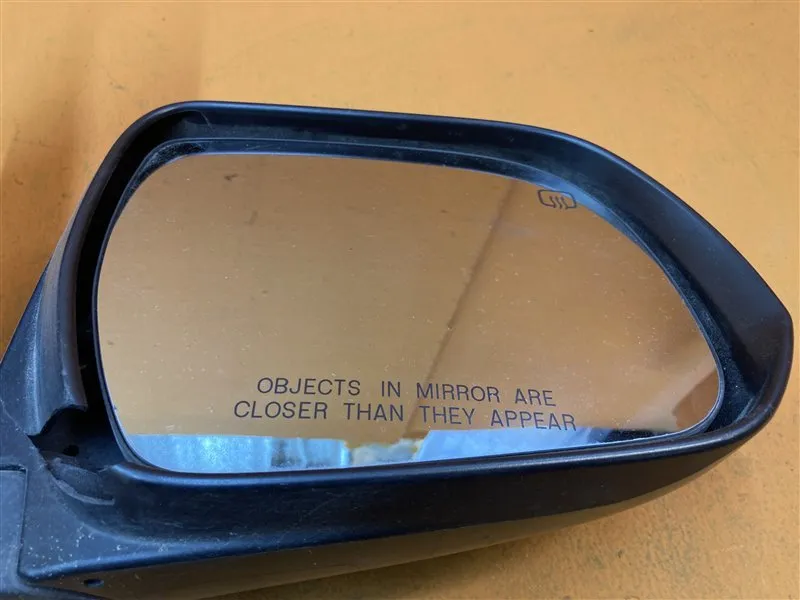 OBJECTS IN MIRROR ARE
CLOSER THAN THEY APPEAR